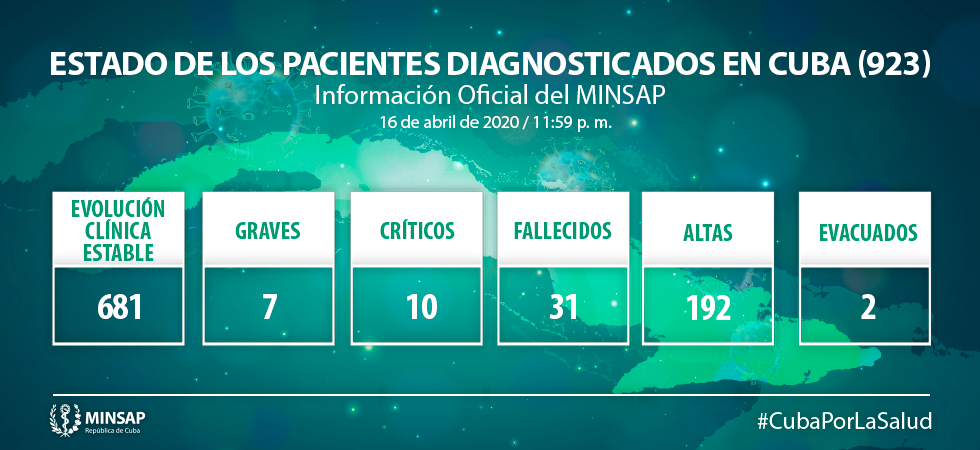 ESTADO DE LOS PACIENTES DIAGNOSTICADOS EN CUBA (923)
Información Oficial del MINSAP
16 de abril de 2020 / 11:59 p. m.
EVOLUCIÓN
CLÍNICA
ESTABLE
681
GRAVES
7
CRÍTICOS
10
FALLECIDOS
31
ALTAS
192
EVACUADOS
2
MINSAP
República de Cuba
#CubaPorLaSalud